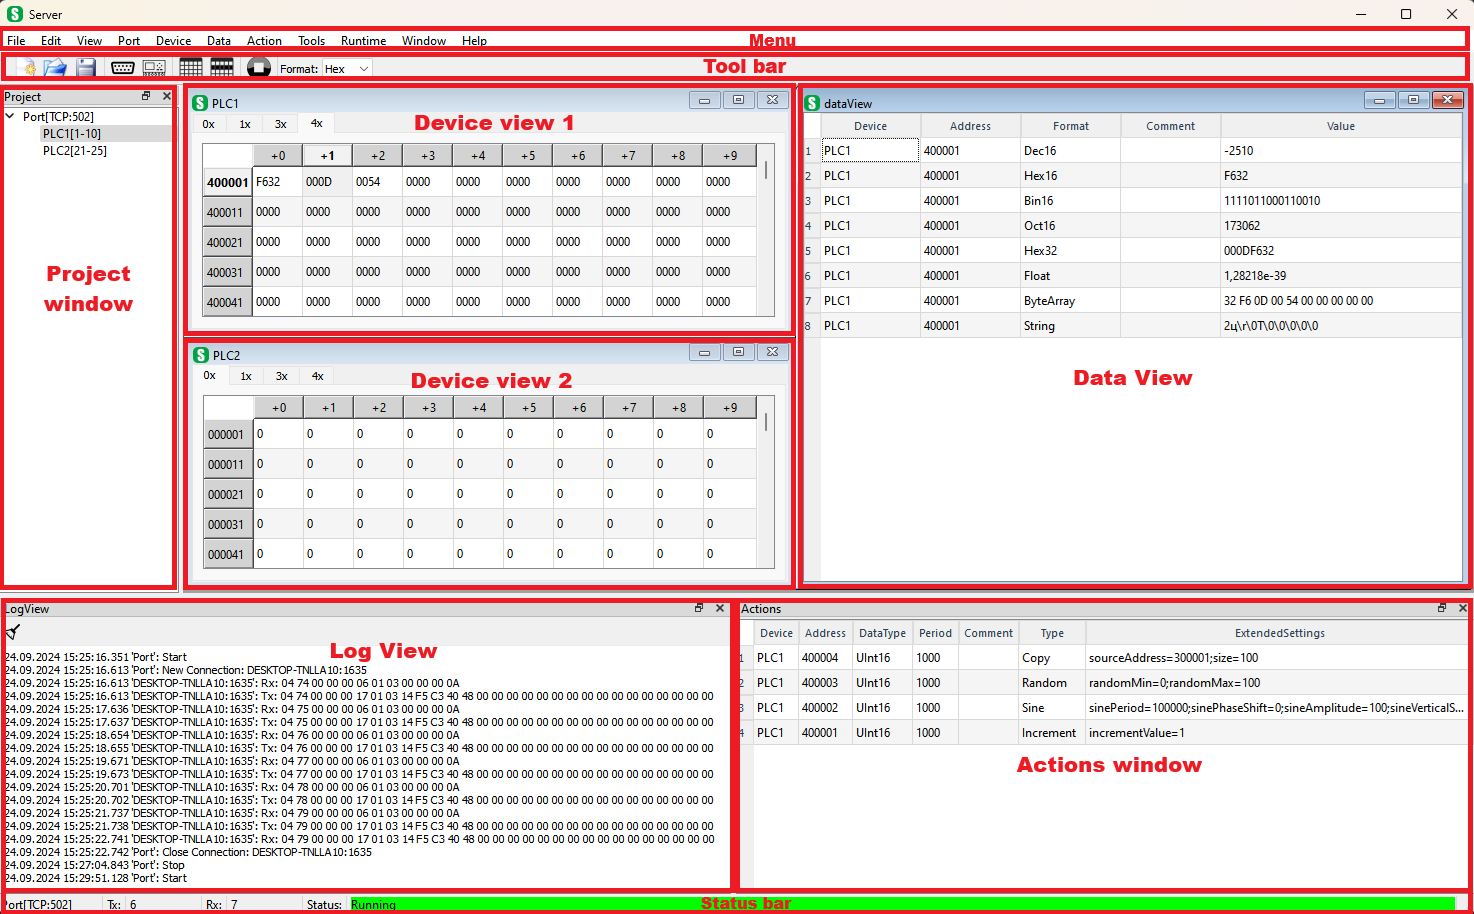 Server
File Edit View Port Device Data Action Tools Runtime Window Help
Menu
Format: Hex
Tool bar
Project
Port[TCP:502]
PLC1[1-10]
PLC2[21-25]
Project
window
PLC1
0x 1x 3x 4x
Device view 1
+0 +1 +2 +3 +4 +5 +6 +7 +8 +9
400001 F632 000D 0054 0000 0000 0000 0000 0000 0000 0000
400011 0000 0000 0000 0000 0000 0000 0000 0000 0000 0000
400021 0000 0000 0000 0000 0000 0000 0000 0000 0000 0000
400031 0000 0000 0000 0000 0000 0000 0000 0000 0000 0000
400041 0000 0000 0000 0000 0000 0000 0000 0000 0000 0000
PLC2
0x 1x 3x 4x
Device view 2
+0 +1 +2 +3 +4 +5 +6 +7 +8 +9
000001 0 0 0 0 0 0 0 0 0 0
000011 0 0 0 0 0 0 0 0 0 0
000021 0 0 0 0 0 0 0 0 0 0
000031 0 0 0 0 0 0 0 0 0 0
000041 0 0 0 0 0 0 0 0 0 0
dataView
Device Address Format Comment Value
1 PLC1 400001 Dec16 -2510
2 PLC1 400001 Hex16 F632
3 PLC1 400001 Bin16 1111011000110010
4 PLC1 400001 Oct16 173062
5 PLC1 400001 Hex32 000DF632
6 PLC1 400001 Float 1,28218e-39
7 PLC1 400001 ByteArray 32 F6 0D 00 54 00 00 00 00 00
8 PLC1 400001 String 2ц\r\0T\0\0\0\0\0
Data View
LogView
Log View
24.09.2024 15:25:16.351 'Port': Start
24.09.2024 15:25:16.613 'Port': New Connection: DESKTOP-TNLLA10:1635
24.09.2024 15:25:16.613 'DESKTOP-TNLLA10:1635': Rx: 04 74 00 00 00 06 01 03 00 00 00 0A
24.09.2024 15:25:16.613 'DESKTOP-TNLLA10:1635': Tx: 04 74 00 00 00 17 01 03 14 F5 C3 40 48 00 00 00 00 00 00 00 00 00 00 00 00 00 00 00 00
24.09.2024 15:25:17.636 'DESKTOP-TNLLA10:1635': Rx: 04 75 00 00 00 06 01 03 00 00 00 0A
24.09.2024 15:25:17.637 'DESKTOP-TNLLA10:1635': Tx: 04 75 00 00 00 17 01 03 14 F5 C3 40 48 00 00 00 00 00 00 00 00 00 00 00 00 00 00 00 00
24.09.2024 15:25:18.654 'DESKTOP-TNLLA10:1635': Rx: 04 76 00 00 00 06 01 03 00 00 00 0A
24.09.2024 15:25:18.655 'DESKTOP-TNLLA10:1635': Tx: 04 76 00 00 00 17 01 03 14 F5 C3 40 48 00 00 00 00 00 00 00 00 00 00 00 00 00 00 00 00
24.09.2024 15:25:19.671 'DESKTOP-TNLLA10:1635': Rx: 04 77 00 00 00 06 01 03 00 00 00 0A
24.09.2024 15:25:19.673 'DESKTOP-TNLLA10:1635': Tx: 04 77 00 00 00 17 01 03 14 F5 C3 40 48 00 00 00 00 00 00 00 00 00 00 00 00 00 00 00 00
24.09.2024 15:25:20.701 'DESKTOP-TNLLA10:1635': Rx: 04 78 00 00 00 06 01 03 00 00 00 0A
24.09.2024 15:25:20.702 'DESKTOP-TNLLA10:1635': Tx: 04 78 00 00 00 17 01 03 14 F5 C3 40 48 00 00 00 00 00 00 00 00 00 00 00 00 00 00 00 00
24.09.2024 15:25:21.737 'DESKTOP-TNLLA10:1635': Rx: 04 79 00 00 00 06 01 03 00 00 00 0A
24.09.2024 15:25:21.738 'DESKTOP-TNLLA10:1635': Tx: 04 79 00 00 00 17 01 03 14 F5 C3 40 48 00 00 00 00 00 00 00 00 00 00 00 00 00 00 00 00
24.09.2024 15:25:22.741 'DESKTOP-TNLLA10:1635': Rx: 04 79 00 00 00 17 01 03 14 F5 C3 40 48 00 00 00 00 00 00 00 00 00 00 00 00 00 00 00 00
24.09.2024 15:25:22.742 'Port': Close Connection: DESKTOP-TNLLA10:1635
24.09.2024 15:27:04.843 'Port': Stop
24.09.2024 15:29:51.128 'Port': Start
Actions
Device Address DataType Period Comment Type ExtendedSettings
1 PLC1 400004 UInt16 1000 Copy sourceAddress=300001;size=100
2 PLC1 400003 UInt16 1000 Random randomMin=0;randomMax=100
3 PLC1 400002 UInt16 1000 Sine sinePeriod=100000;sinePhaseShift=0;sineAmplitude=100;sineVerticalS...
4 PLC1 400001 UInt16 1000 Increment incrementValue=1
Actions window
Port[TCP:502] Tx: 6 Rx: 7 Status: Running
Status bar